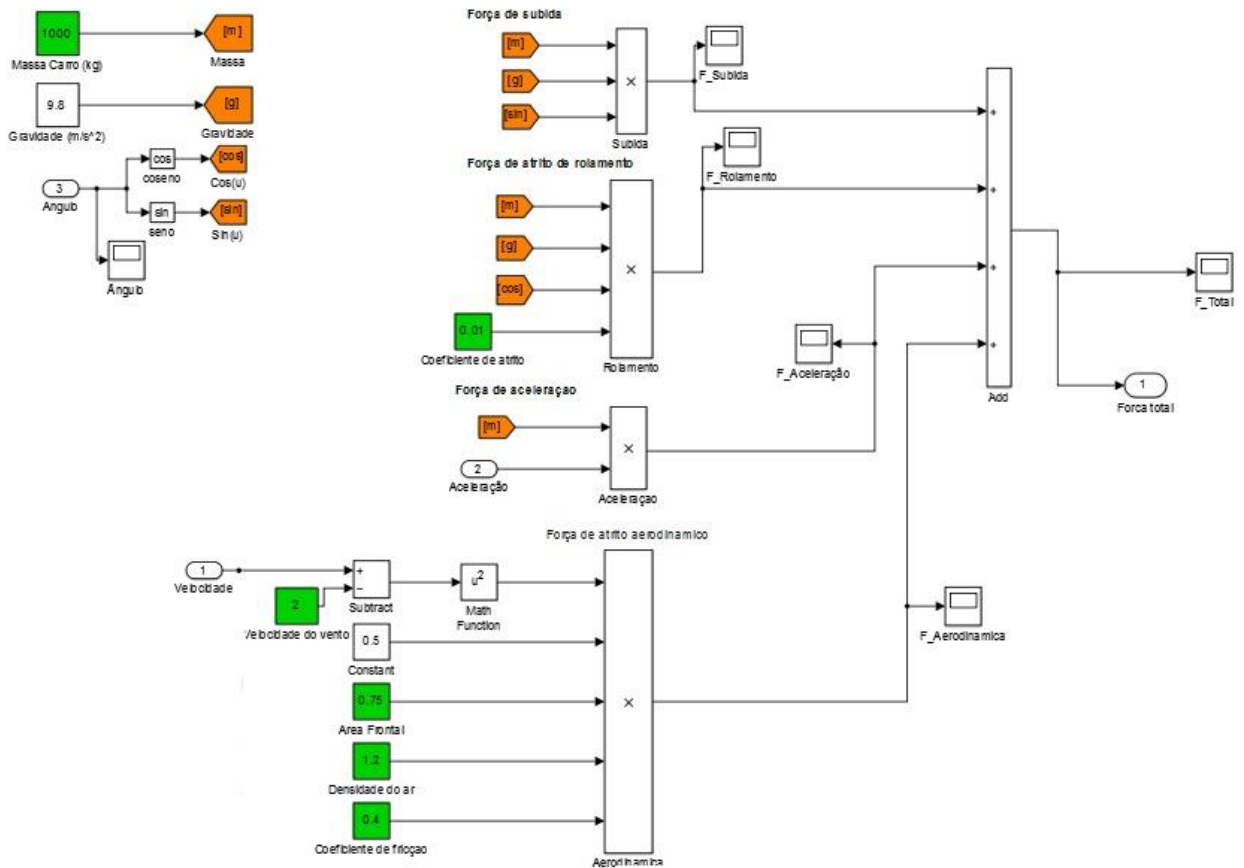 1000
Massa Carro (kg)
[m]
Massa
9.8
Gravidade (m/s^2)
[g]
Gravidade
3
Angulo
cos
coseno
[cos]
Cos(u)
sin
seno
[sin]
Sin(u)
Ângulo
Força de subida
[m]
[g]
[sin]
×
Subida
F_Subida
Força de atrito de rolamento
[m]
[g]
[cos]
0.01
Coeficiente de atrito
×
Rolamento
F_Rolamento
Força de aceleraçao
[m]
2
Aceleração
×
Aceleraçao
F_Aceleração
+
+
+
+
Add
F_Total
1
Forca total
Força de atrito aerodinamico
1
Velocidade
2
Velocidade do vento
+
−
Subtract
u²
Math
Function
0.5
Constant
0.75
Area Frontal
1.2
Densidade do ar
0.4
Coeficiente de fricçao
×
Aerodinamica
F_Aerodinamica